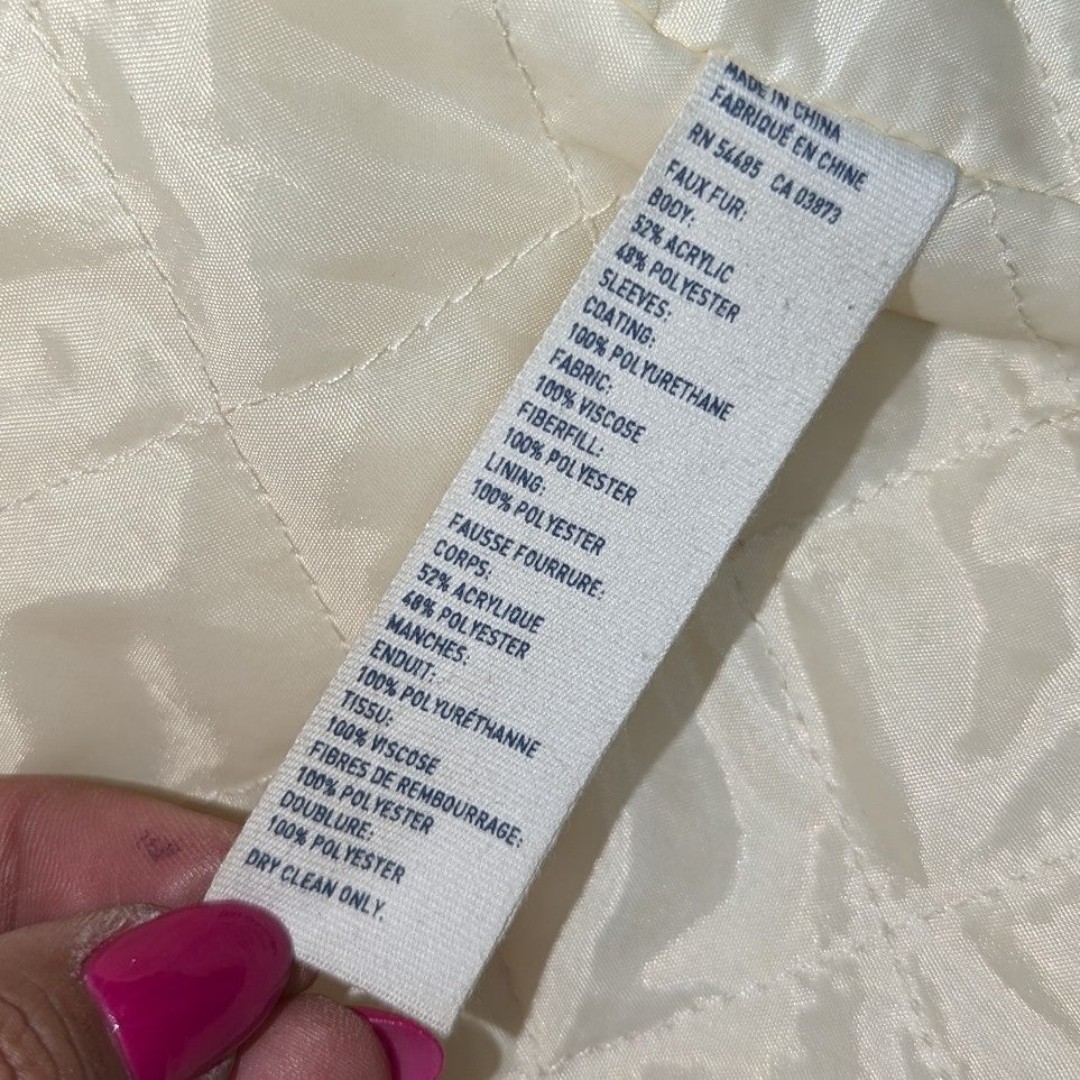 MADE IN CHINA
FABRIQUÉ EN CHINE
RN 54485 CA 03873
FAUX FUR:
BODY:
52% ACRYLIC
48% POLYESTER
SLEEVES:
COATING:
100% POLYURETHANE
FABRIC:
100% VISCOSE
FIBERFILL:
100% POLYESTER
LINING:
100% POLYESTER
FAUSSE FOURRURE:
CORPS:
52% ACRYLIQUE
48% POLYESTER
MANCHES:
ENDUIT:
100% POLYURÉTHANNE
TISSU:
100% VISCOSE
FIBRES DE REMBOURRAGE:
100% POLYESTER
DOUBLURE:
100% POLYESTER
DRY CLEAN ONLY.